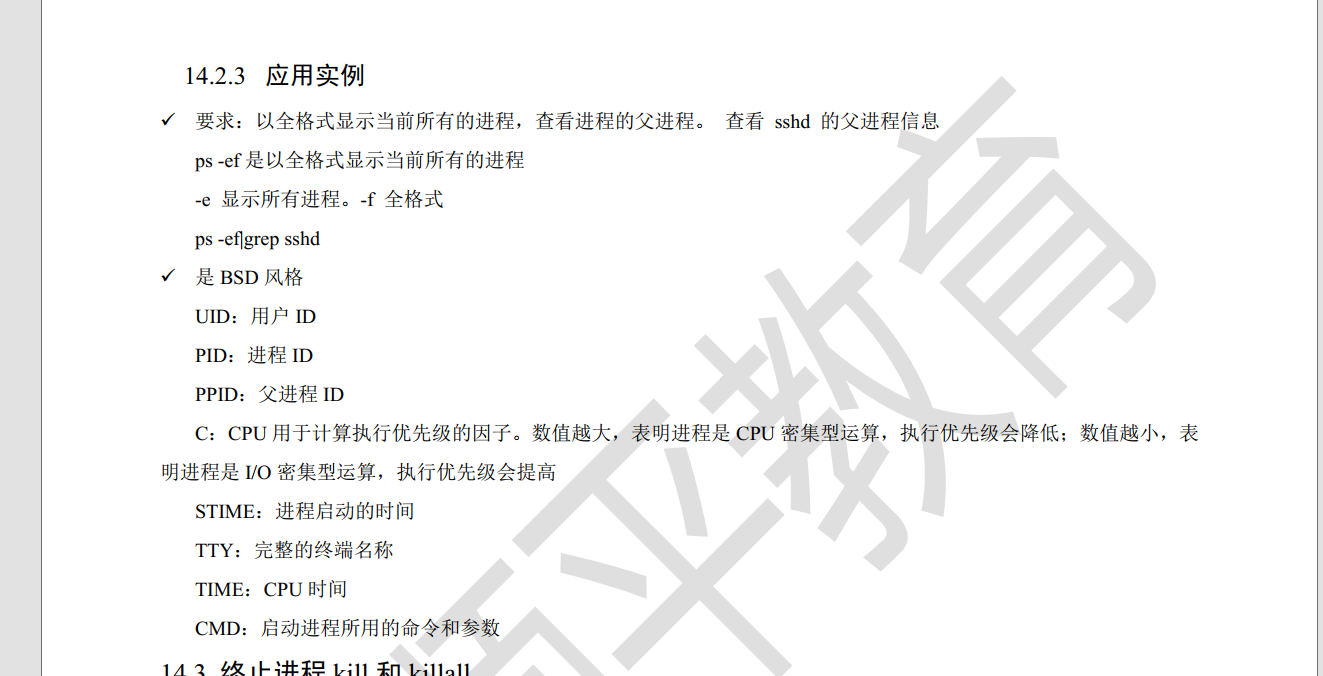 14.2.3 应用实例
✓ 要求：以全格式显示当前所有的进程，查看进程的父进程。 查看 sshd 的父进程信息
ps -ef 是以全格式显示当前所有的进程
-e 显示所有进程。-f 全格式
ps -ef|grep sshd
✓ 是 BSD 风格
UID：用户 ID
PID：进程 ID
PPID：父进程 ID
C：CPU 用于计算执行优先级的因子。数值越大，表明进程是 CPU 密集型运算，执行优先级会降低；数值越小，表
明进程是 I/O 密集型运算，执行优先级会提高
STIME：进程启动的时间
TTY：完整的终端名称
TIME：CPU 时间
CMD：启动进程所用的命令和参数
14.3 终止进程 kill 和 killall
平教育